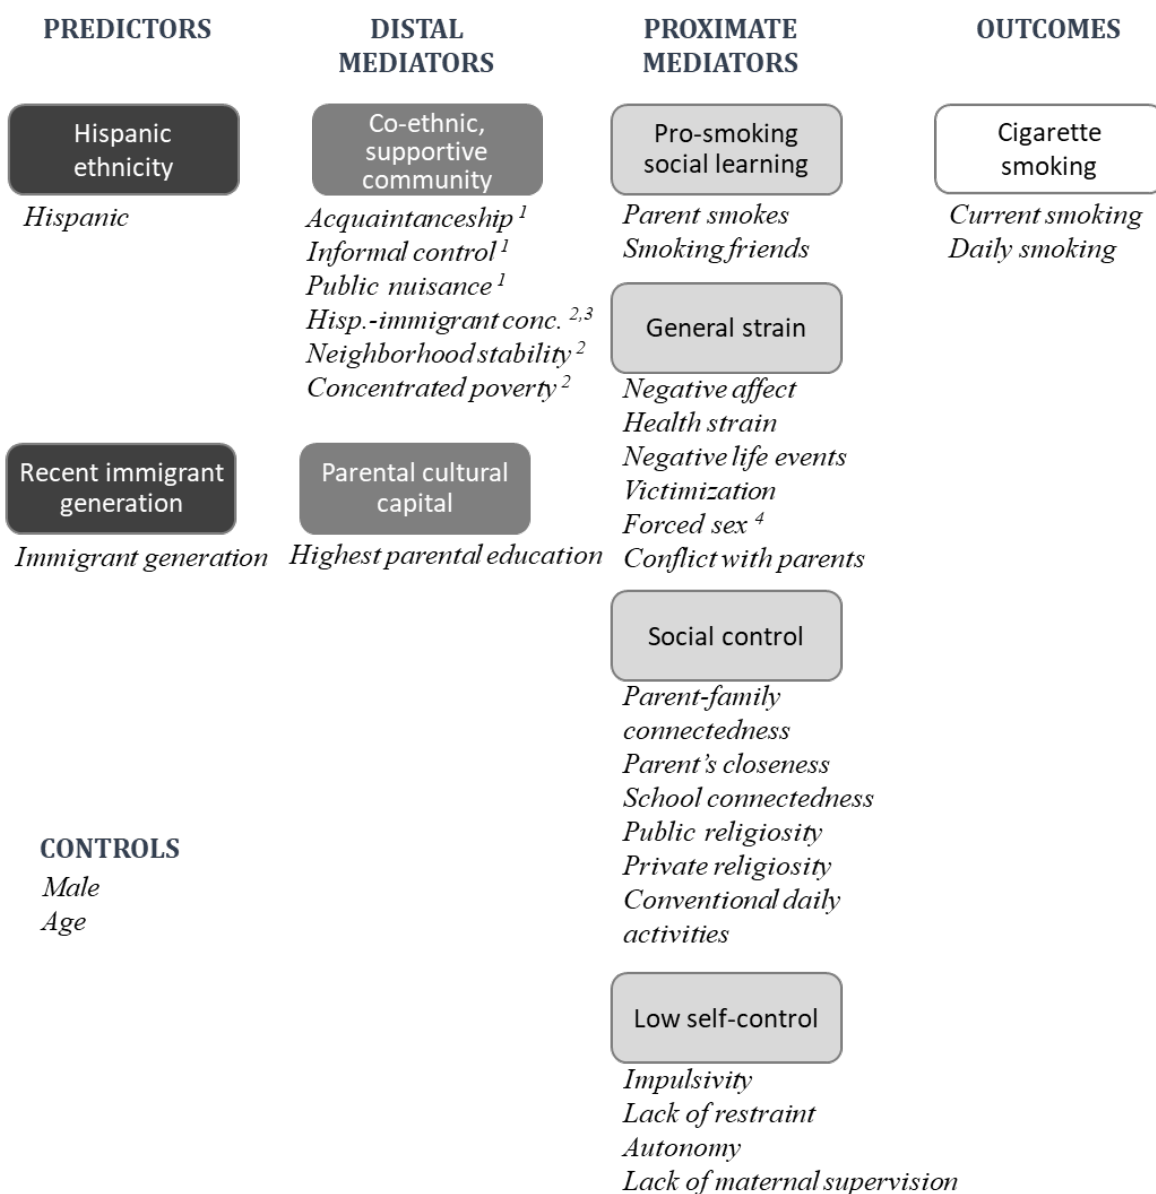 PREDICTORS
Hispanic
ethnicity
Hispanic
Recent immigrant
generation
Immigrant generation
CONTROLS
Male
Age
DISTAL
MEDIATORS
Co-ethnic,
supportive
community
Acquaintanceship 1
Informal control 1
Public nuisance 1
Hisp.-immigrant conc. 2,3
Neighborhood stability 2
Concentrated poverty 2
Parental cultural
capital
Highest parental education
PROXIMATE
MEDIATORS
Pro-smoking
social learning
Parent smokes
Smoking friends
General strain
Negative affect
Health strain
Negative life events
Victimization
Forced sex 4
Conflict with parents
Social control
Parent-family
connectedness
Parent’s closeness
School connectedness
Public religiosity
Private religiosity
Conventional daily
activities
Low self-control
Impulsivity
Lack of restraint
Autonomy
Lack of maternal supervision
OUTCOMES
Cigarette
smoking
Current smoking
Daily smoking